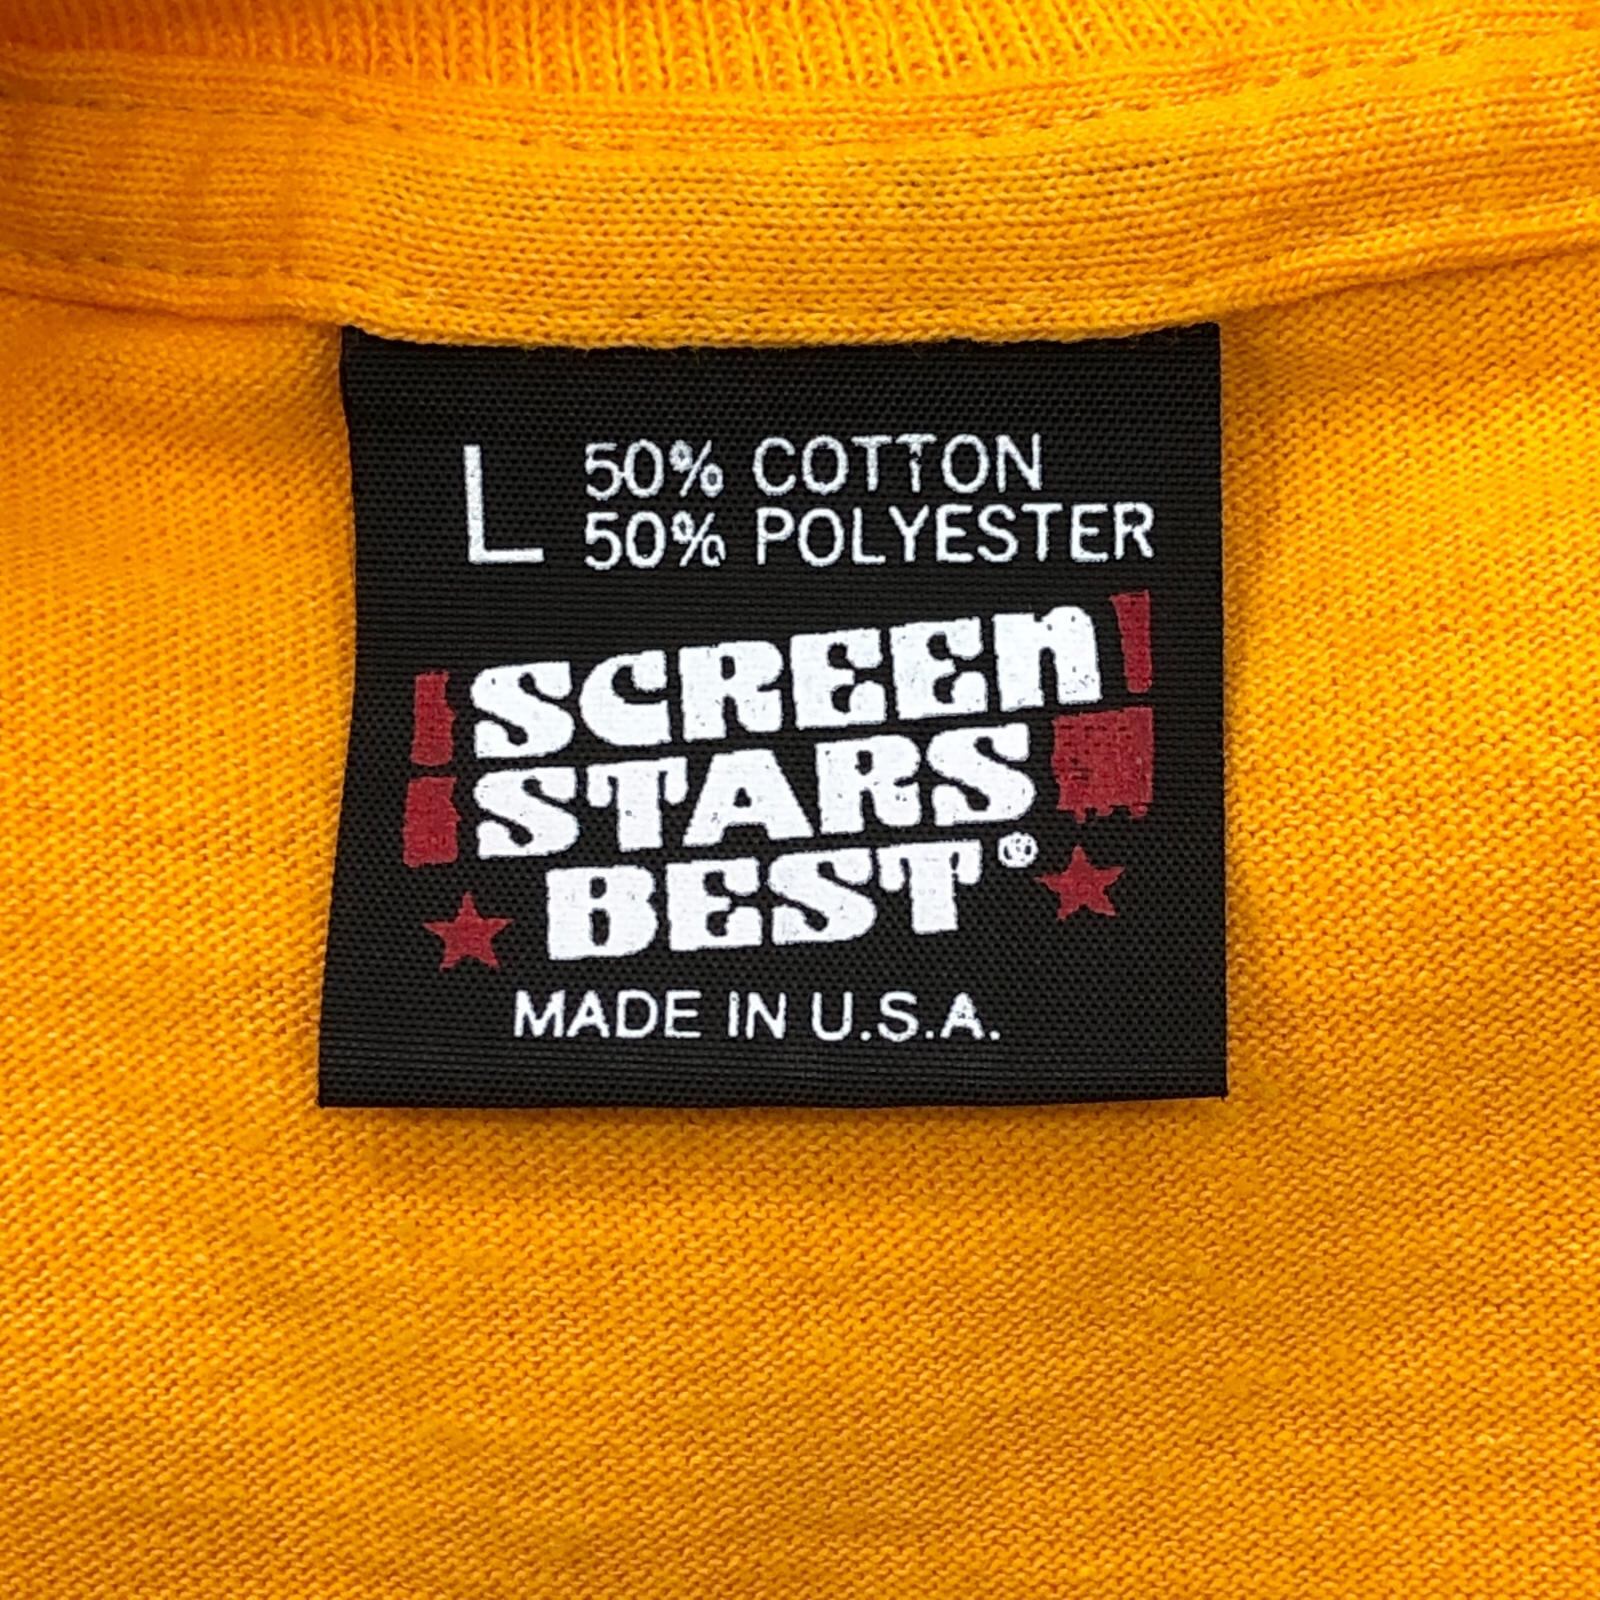 L 50% COTTON
50% POLYESTER
SCREEN
STARS
BEST®
MADE IN U.S.A.